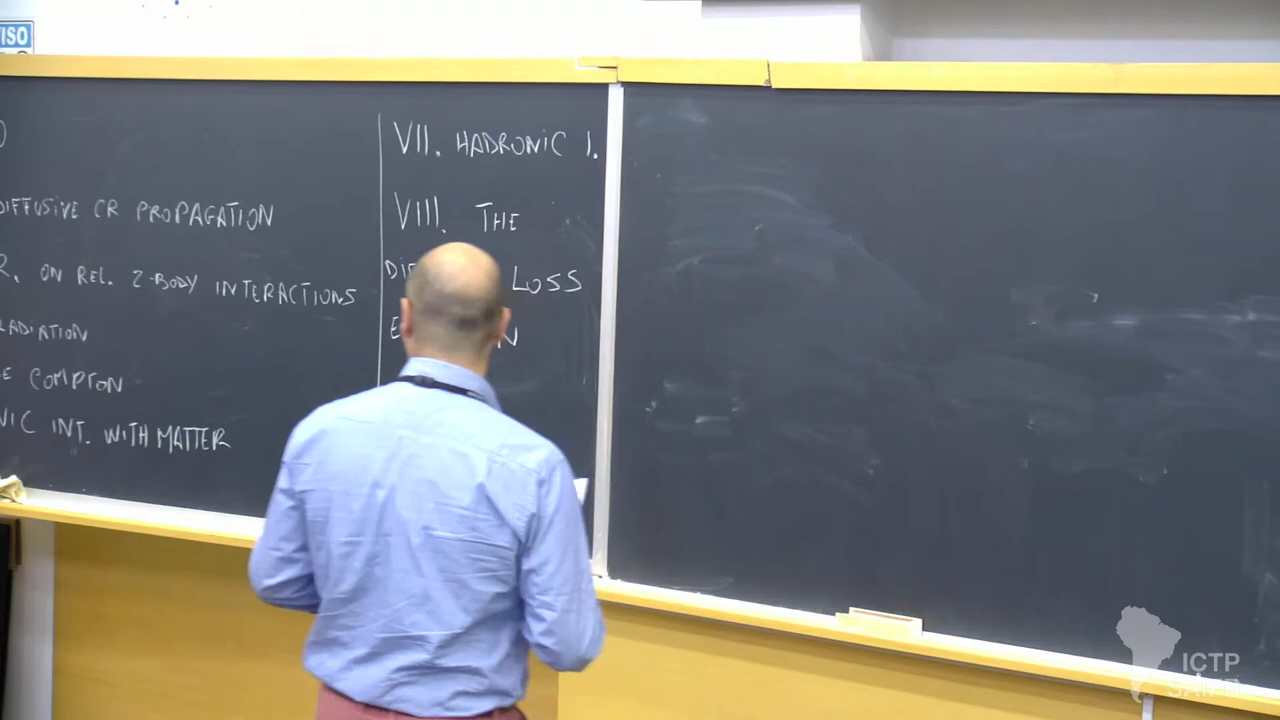 VISO
DIFFUSIVE CR PROPAGATION
R. ON REL. 2-BODY INTERACTIONS
RADIATION
E COMPTON
NIC INT. WITH MATTER
VII. HADRONIC I.
VIII. THE
LOSS
ICTP
SAIFR